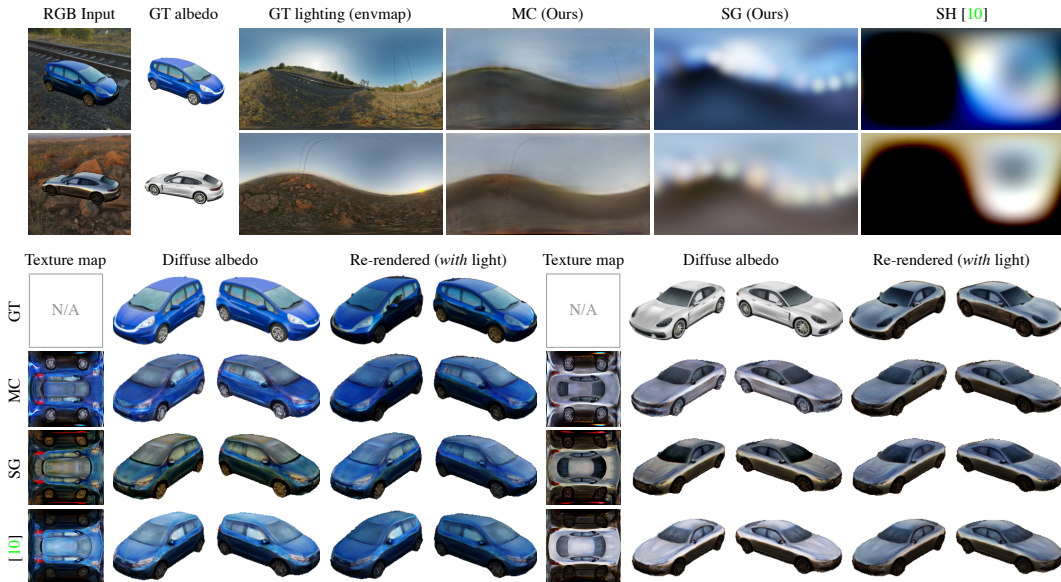 RGB Input GT albedo GT lighting (envmap) MC (Ours) SG (Ours) SH [10]
Texture map Diffuse albedo Re-rendered (with light) Texture map Diffuse albedo Re-rendered (with light)
GT N/A N/A
MC
SG
[10]